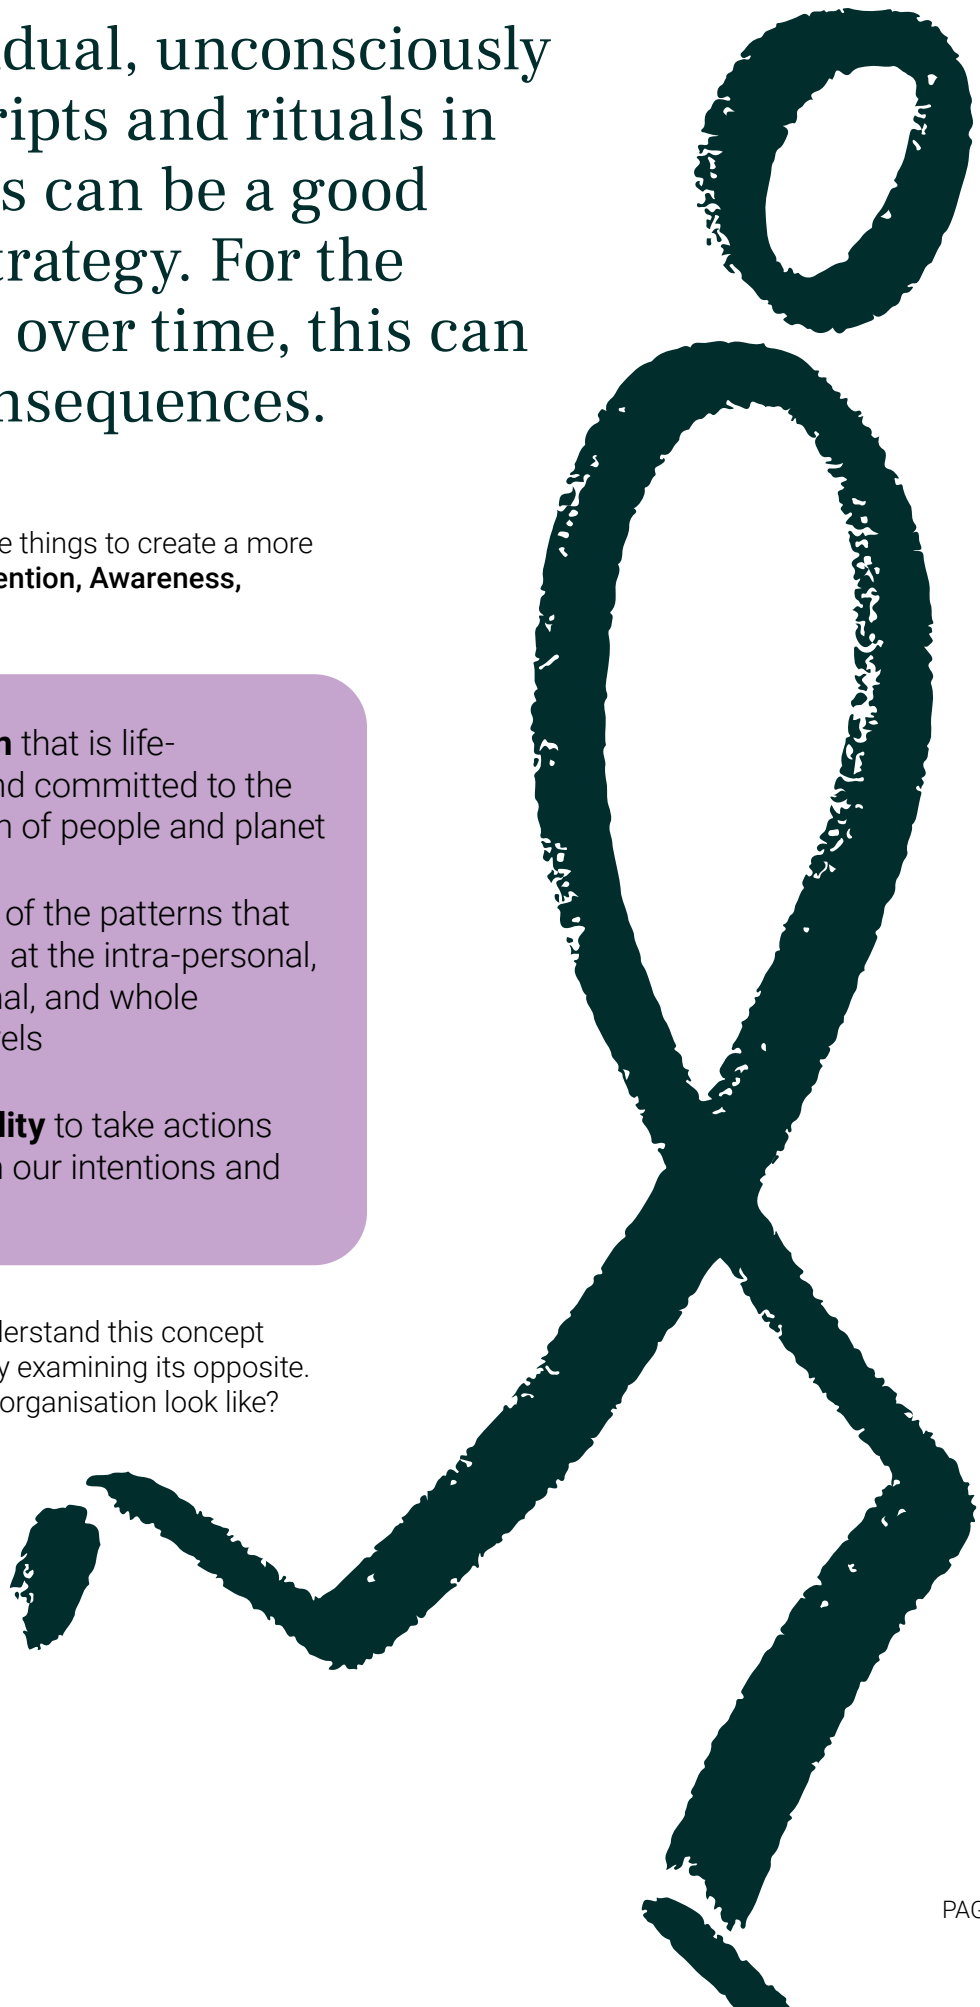 dual, unconsciously
ripts and rituals in
s can be a good
trategy. For the
over time, this can
nsequences.
e things to create a more
ention, Awareness,
n that is life-
nd committed to the
n of people and planet
of the patterns that
at the intra-personal,
nal, and whole
els
lity to take actions
n our intentions and
derstand this concept
y examining its opposite.
organisation look like?
PAG